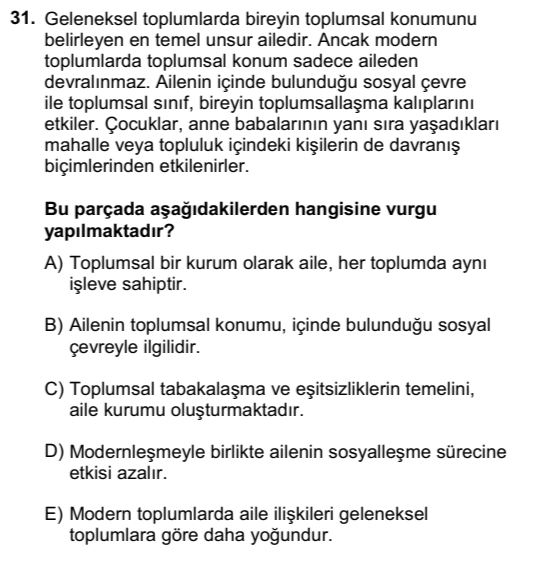 31. Geleneksel toplumlarda bireyin toplumsal konumunu
belirleyen en temel unsur ailedir. Ancak modern
toplumlarda toplumsal konum sadece aileden
devralınmaz. Ailenin içinde bulunduğu sosyal çevre
ile toplumsal sınıf, bireyin toplumsallaşma kalıplarını
etkiler. Çocuklar, anne babalarının yanı sıra yaşadıkları
mahalle veya topluluk içindeki kişilerin de davranış
biçimlerinden etkilenirler.
Bu parçada aşağıdakilerden hangisine vurgu
yapılmaktadır?
A) Toplumsal bir kurum olarak aile, her toplumda aynı
işleve sahiptir.
B) Ailenin toplumsal konumu, içinde bulunduğu sosyal
çevreyle ilgilidir.
C) Toplumsal tabakalaşma ve eşitsizliklerin temelini,
aile kurumu oluşturmaktadır.
D) Modernleşmeyle birlikte ailenin sosyalleşme sürecine
etkisi azalır.
E) Modern toplumlarda aile ilişkileri geleneksel
toplumlara göre daha yoğundur.